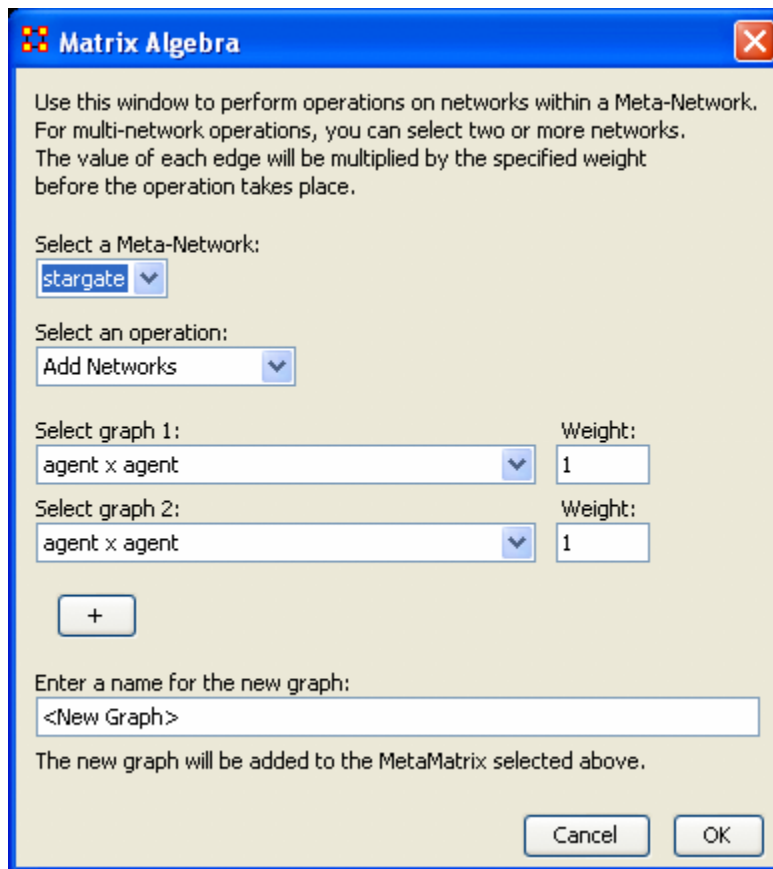 Matrix Algebra
Use this window to perform operations on networks within a Meta-Network.
For multi-network operations, you can select two or more networks.
The value of each edge will be multiplied by the specified weight
before the operation takes place.
Select a Meta-Network:
stargate
Select an operation:
Add Networks
Select graph 1: Weight:
agent x agent 1
Select graph 2: Weight:
agent x agent 1
+
Enter a name for the new graph:
<New Graph>
The new graph will be added to the MetaMatrix selected above.
Cancel OK